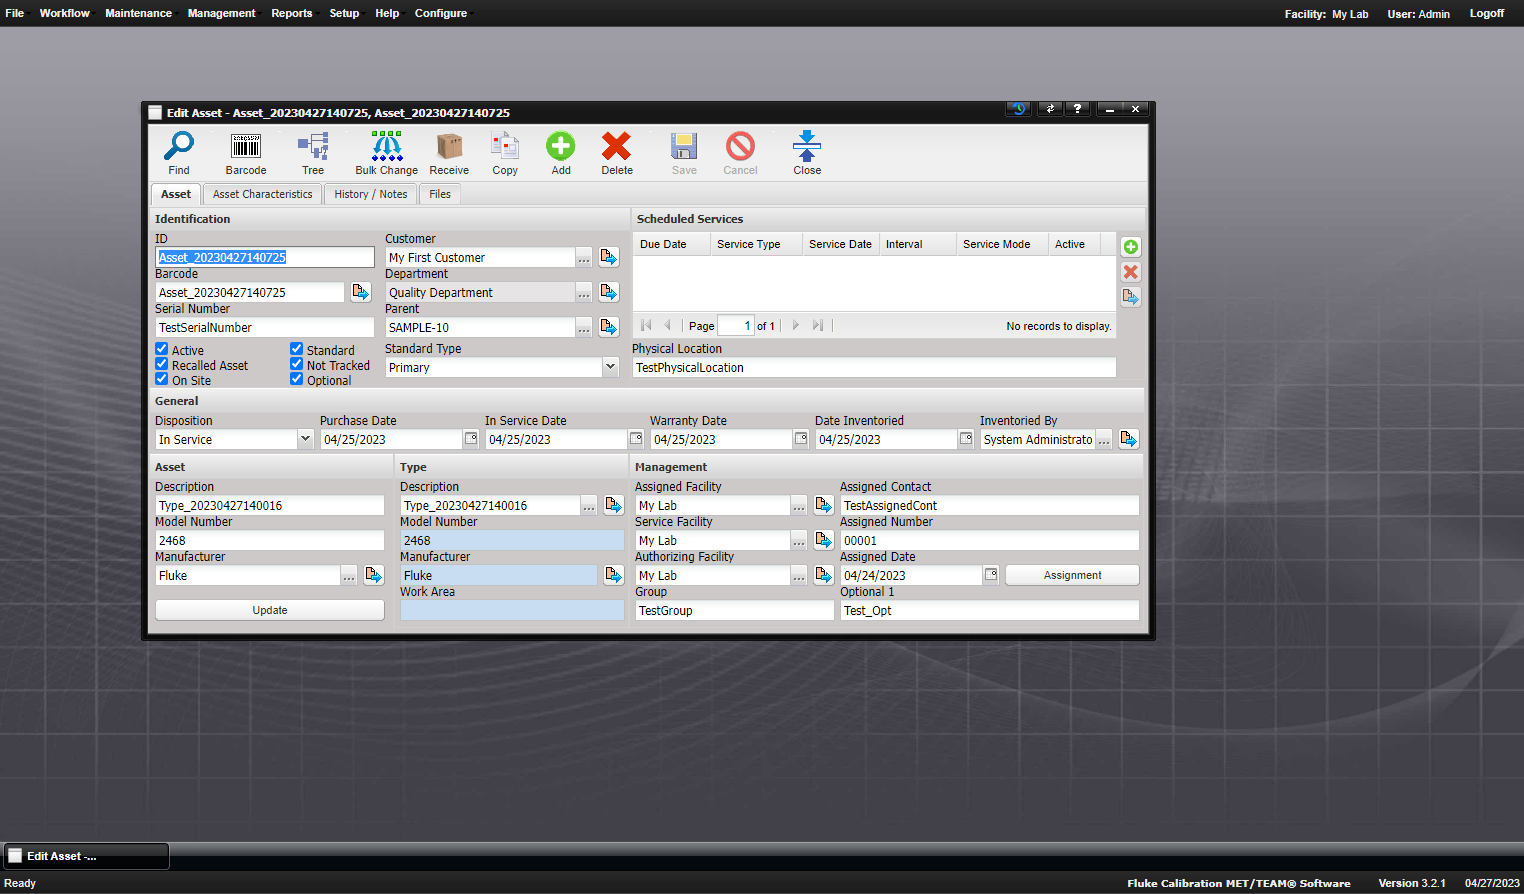 File Workflow Maintenance Management Reports Setup Help Configure Facility: My Lab User: Admin Logoff
Edit Asset - Asset_20230427140725, Asset_20230427140725
Find Barcode Tree Bulk Change Receive Copy Add Delete Save Cancel Close
Asset Asset Characteristics History / Notes Files
Identification Scheduled Services
ID Customer
Asset_20230427140725 My First Customer ...
Due Date Service Type Service Date Interval Service Mode Active
Barcode Department
Asset_20230427140725 Quality Department ...
Serial Number Parent
TestSerialNumber SAMPLE-10 ...
Page 1 of 1 No records to display.
Active Standard Standard Type Physical Location
Recalled Asset Not Tracked Primary TestPhysicalLocation
On Site Optional
General
Disposition Purchase Date In Service Date Warranty Date Date Inventoried Inventoried By
In Service 04/25/2023 04/25/2023 04/25/2023 04/25/2023 System Administrato ...
Asset Type Management
Description Description Assigned Facility Assigned Contact
Type_20230427140016 Type_20230427140016 ... My Lab ... TestAssignedCont
Model Number Model Number Service Facility Assigned Number
2468 2468 My Lab ... 00001
Manufacturer Manufacturer Authorizing Facility Assigned Date
Fluke ... Fluke My Lab ... 04/24/2023 Assignment
Work Area Group Optional 1
Update TestGroup Test_Opt
Edit Asset -...
Ready Fluke Calibration MET/TEAM® Software Version 3.2.1 04/27/2023